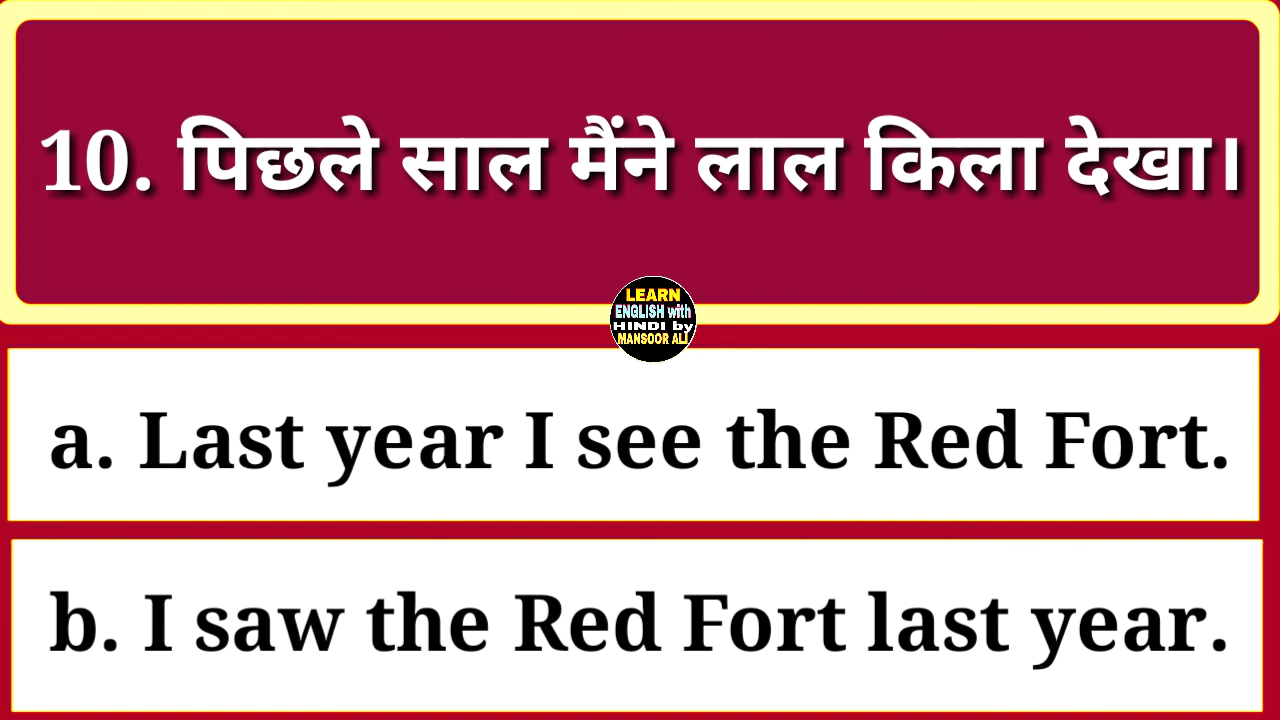 10. पिछले साल मैंने लाल किला देखा।
LEARN
ENGLISH with
HINDI by
MANSOOR ALI
a. Last year I see the Red Fort.
b. I saw the Red Fort last year.